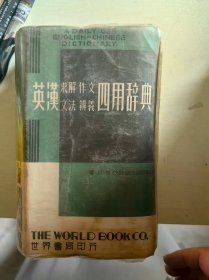 A DAILY USE
ENGLISH-CHINESE
DICTIONARY
英漢 求解 作文 文法 辨義 四用辞典
THE WORLD BOOK CO.
世界書局印行